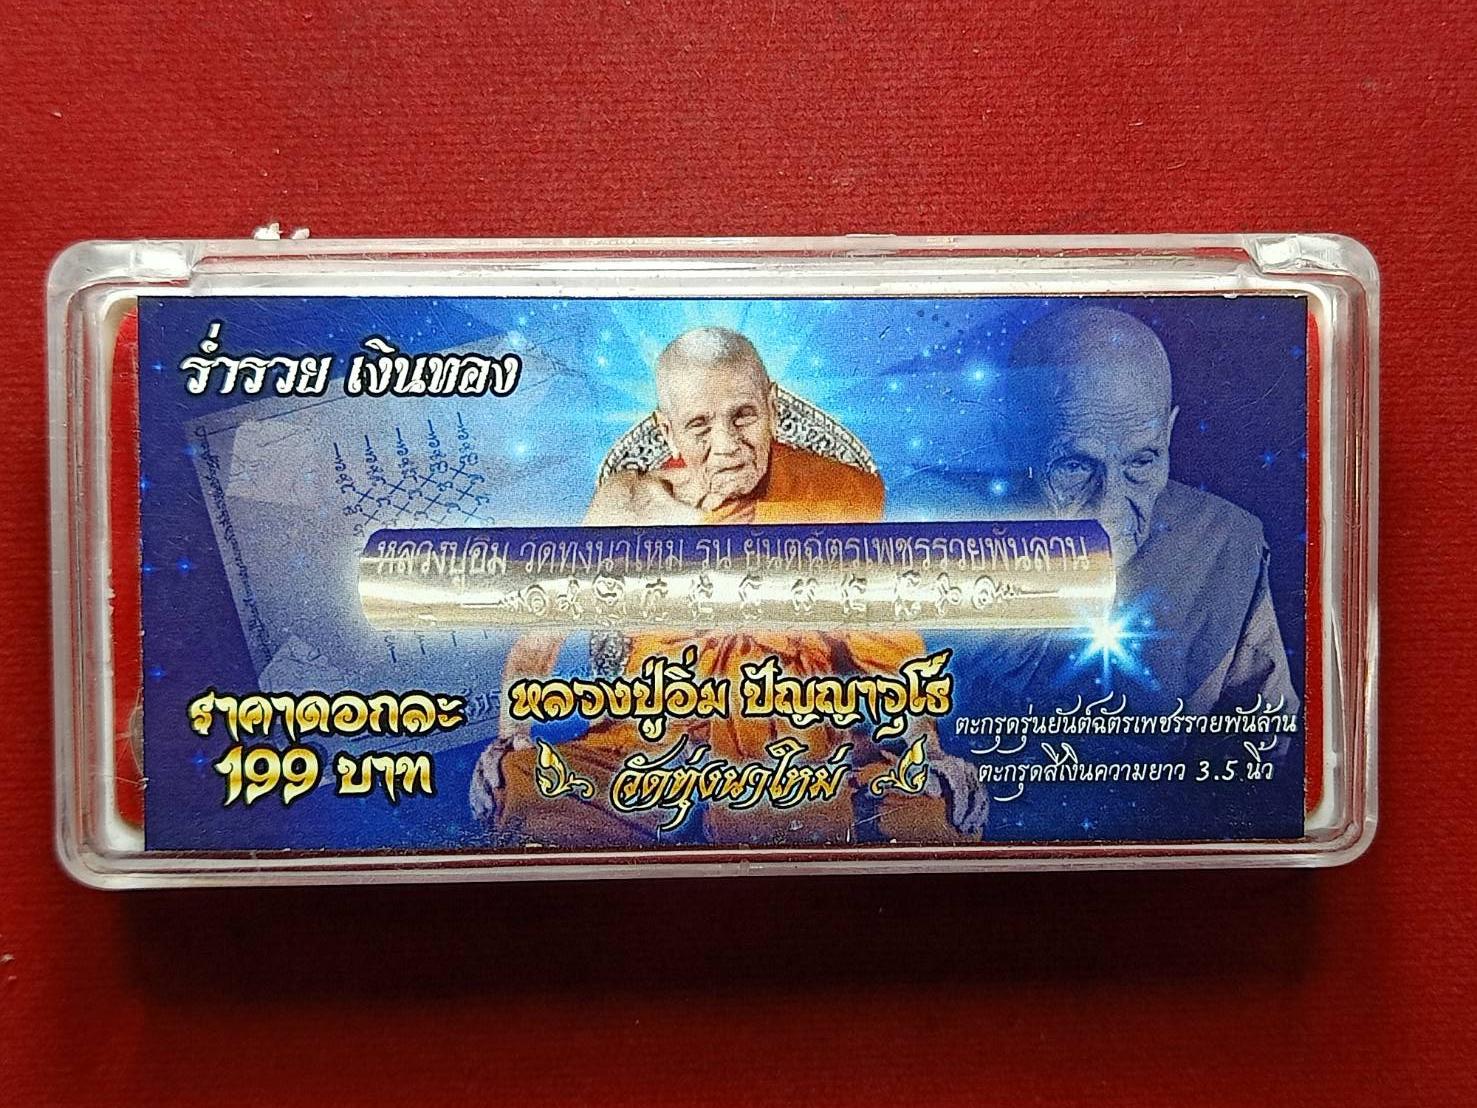 ร่ำรวย เงินทอง
หลวงปู่อิ่ม วัดทุ่งนาใหม่ รุ่น ยันต์ฉัตรเพชรรวยพันล้าน
ราคาดอกละ
199 บาท
หลวงปู่อิ่ม ปัญญาวุโธ
วัดทุ่งนาใหม่
ตะกรุดรุ่นยันต์ฉัตรเพชรรวยพันล้าน
ตะกรุดสีเงินความยาว 3.5 นิ้ว